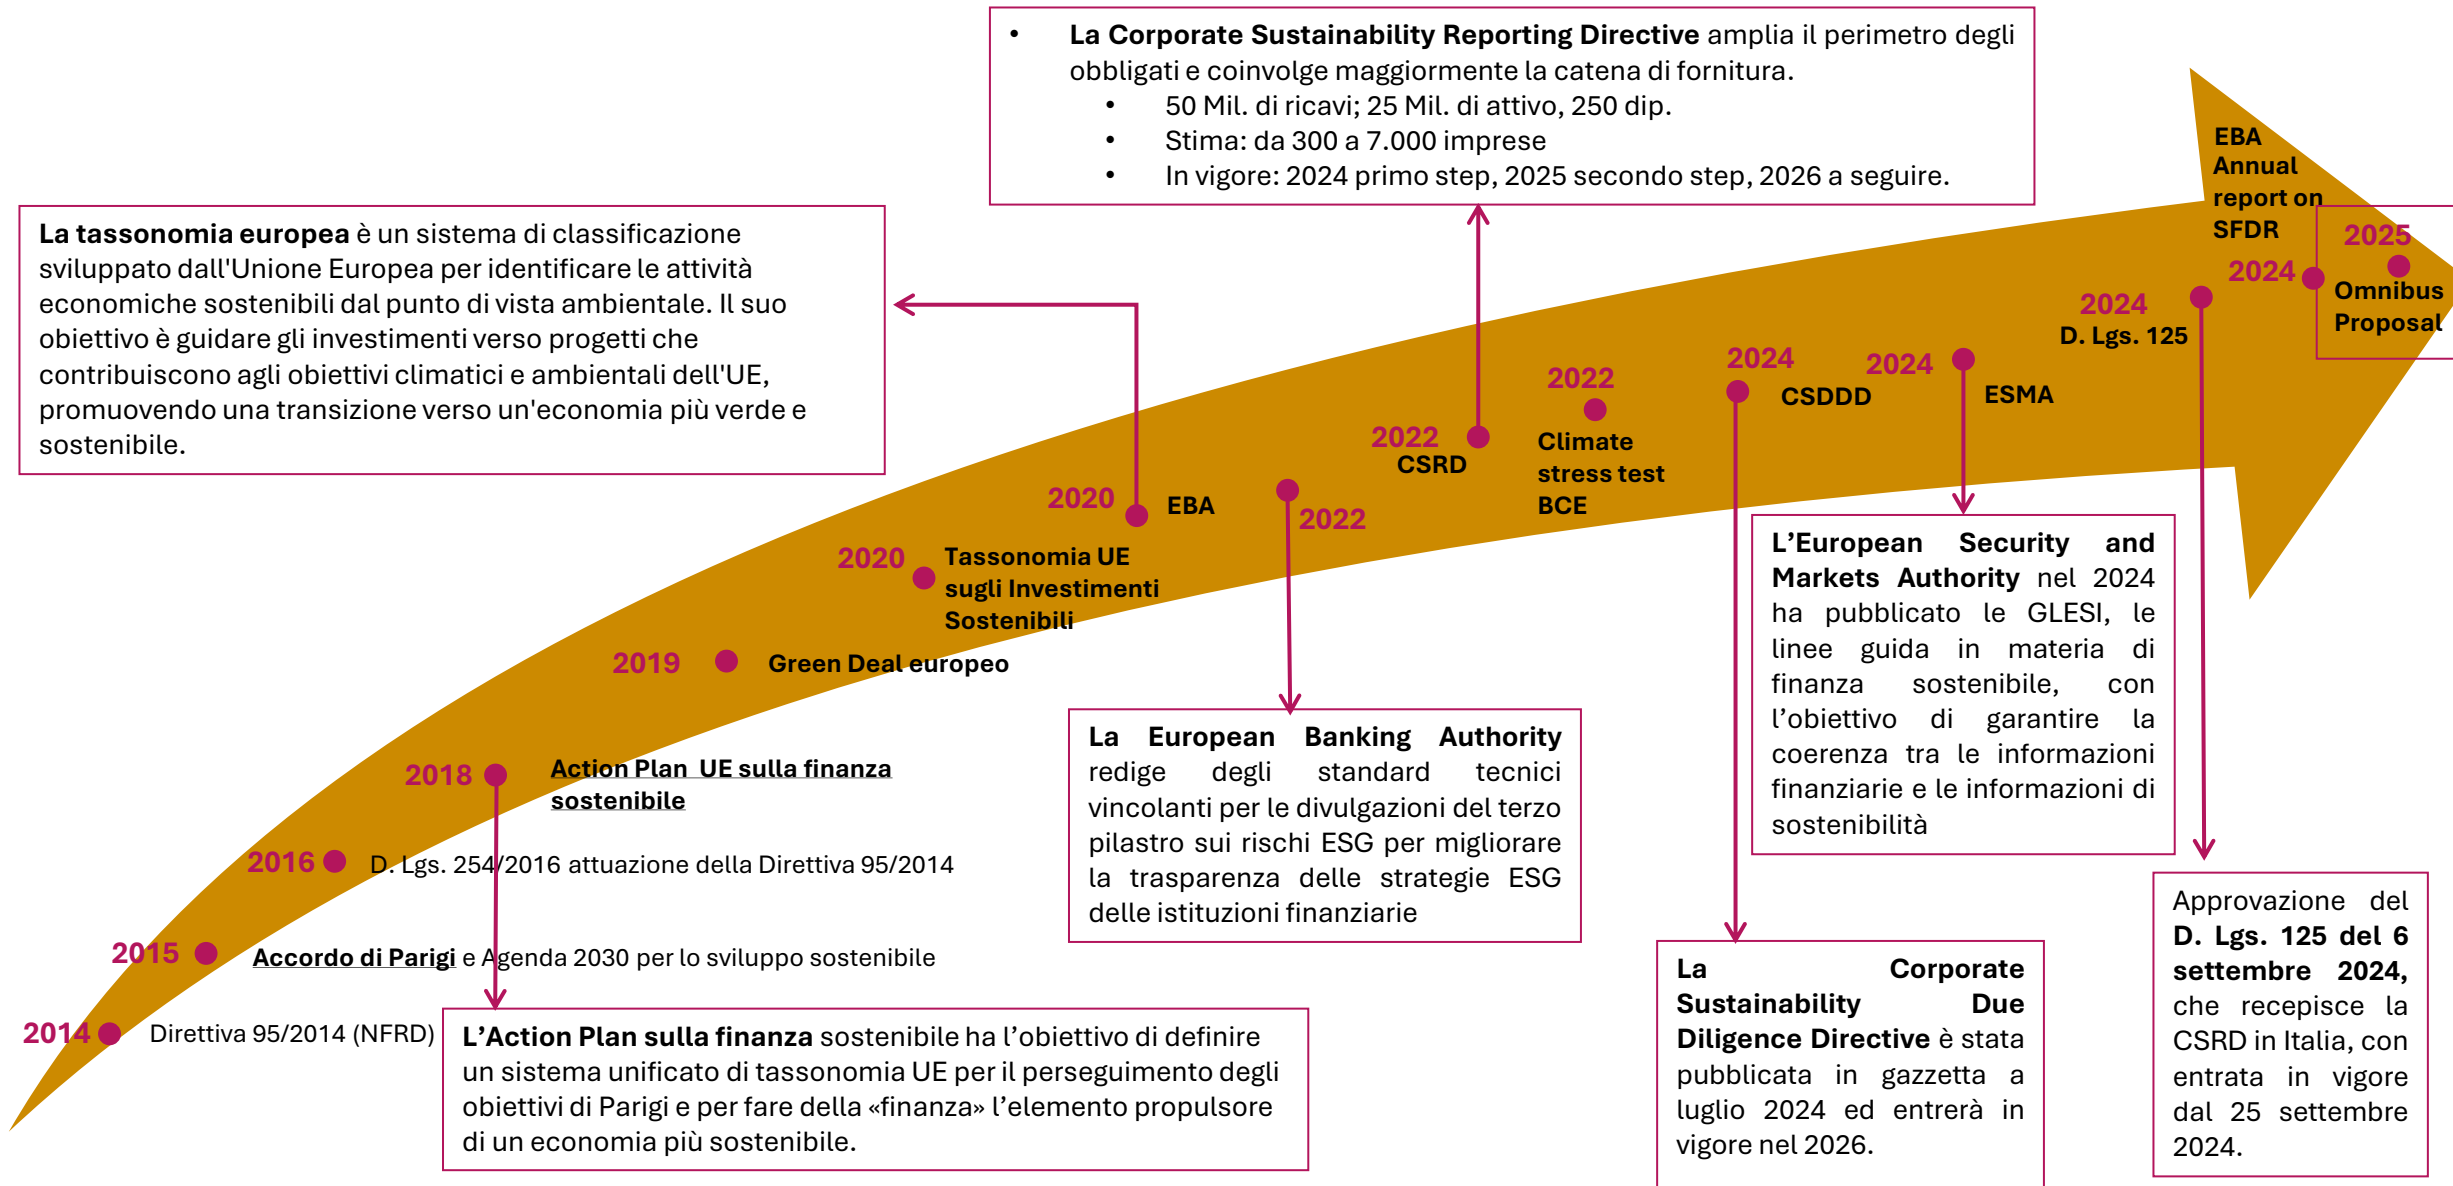 • La Corporate Sustainability Reporting Directive amplia il perimetro degli
obbligati e coinvolge maggiormente la catena di fornitura.
• 50 Mil. di ricavi; 25 Mil. di attivo, 250 dip.
• Stima: da 300 a 7.000 imprese
• In vigore: 2024 primo step, 2025 secondo step, 2026 a seguire.
La tassonomia europea è un sistema di classificazione
sviluppato dall'Unione Europea per identificare le attività
economiche sostenibili dal punto di vista ambientale. Il suo
obiettivo è guidare gli investimenti verso progetti che
contribuiscono agli obiettivi climatici e ambientali dell'UE,
promuovendo una transizione verso un'economia più verde e
sostenibile.
2014
Direttiva 95/2014 (NFRD)
2015
Accordo di Parigi e Agenda 2030 per lo sviluppo sostenibile
2016
D. Lgs. 254/2016 attuazione della Direttiva 95/2014
2018
Action Plan UE sulla finanza
sostenibile
2019
Green Deal europeo
2020
Tassonomia UE
sugli Investimenti
Sostenibili
2020
EBA
2022
2022
CSRD
2022
Climate
stress test
BCE
2024
CSDDD
2024
ESMA
2024
D. Lgs. 125
EBA
Annual
report on
SFDR
2024
2025
Omnibus
Proposal
L'Action Plan sulla finanza sostenibile ha l'obiettivo di definire
un sistema unificato di tassonomia UE per il perseguimento degli
obiettivi di Parigi e per fare della «finanza» l'elemento propulsore
di un economia più sostenibile.
La European Banking Authority
redige degli standard tecnici
vincolanti per le divulgazioni del terzo
pilastro sui rischi ESG per migliorare
la trasparenza delle strategie ESG
delle istituzioni finanziarie
L'European Security and
Markets Authority nel 2024
ha pubblicato le GLESI, le
linee guida in materia di
finanza sostenibile, con
l'obiettivo di garantire la
coerenza tra le informazioni
finanziarie e le informazioni di
sostenibilità
La Corporate
Sustainability Due
Diligence Directive è stata
pubblicata in gazzetta a
luglio 2024 ed entrerà in
vigore nel 2026.
Approvazione del
D. Lgs. 125 del 6
settembre 2024,
che recepisce la
CSRD in Italia, con
entrata in vigore
dal 25 settembre
2024.